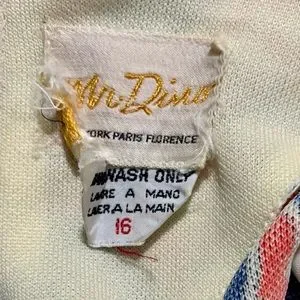 Mr. Dino
YORK PARIS FLORENCE
WASH ONLY
A MANO
A LA MAIN
16